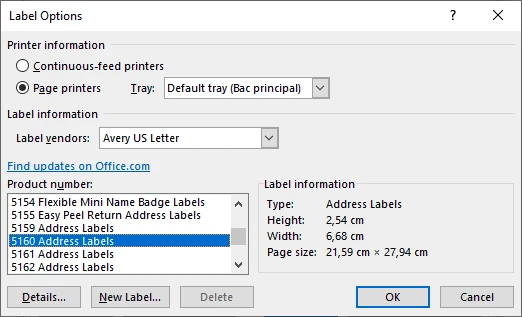 Label Options
Printer information
Continuous-feed printers
Page printers Tray: Default tray (Bac principal)
Label information
Label vendors: Avery US Letter
Find updates on Office.com
Product number:
5154 Flexible Mini Name Badge Labels
5155 Easy Peel Return Address Labels
5159 Address Labels
5160 Address Labels
5161 Address Labels
5162 Address Labels
Label information
Type: Address Labels
Height: 2,54 cm
Width: 6,68 cm
Page size: 21,59 cm × 27,94 cm
Details... New Label... Delete OK Cancel